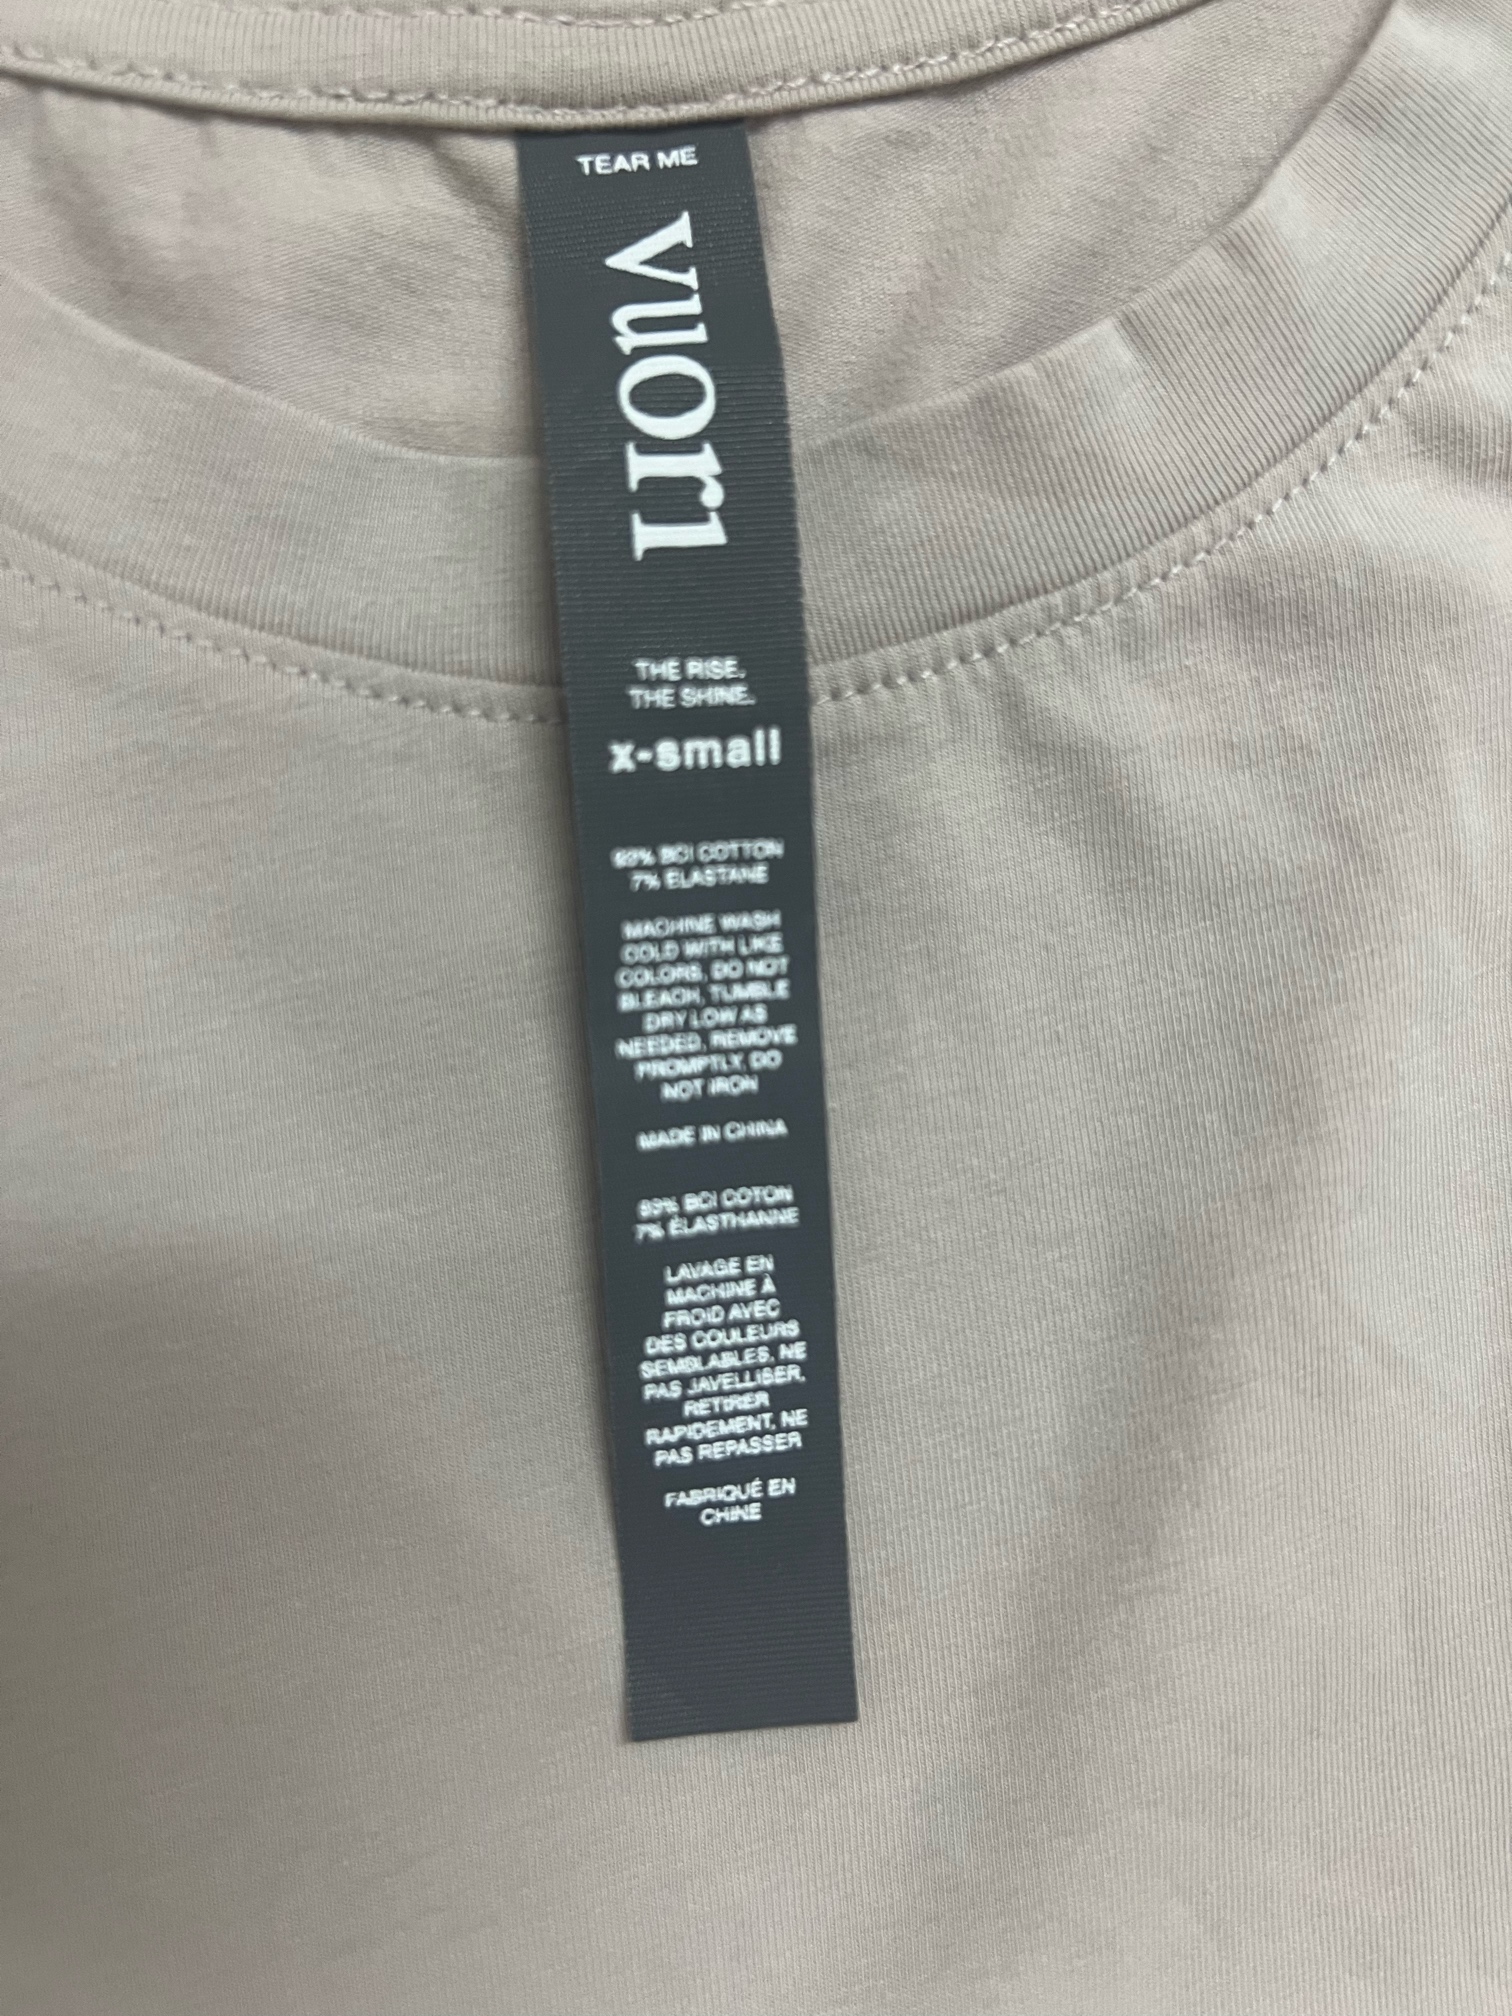 TEAR ME
vuori
THE RISE.
THE SHINE.
x-small
93% BCI COTTON
7% ELASTANE
MACHINE WASH
COLD WITH LIKE
COLORS, DO NOT
BLEACH, TUMBLE
DRY LOW AS
NEEDED, REMOVE
PROMPTLY, DO
NOT IRON
MADE IN CHINA
93% BCI COTON
7% ÉLASTHANNE
LAVAGE EN
MACHINE À
FROID AVEC
DES COULEURS
SEMBLABLES, NE
PAS JAVELLISER,
RETIRER
RAPIDEMENT, NE
PAS REPASSER
FABRIQUÉ EN
CHINE